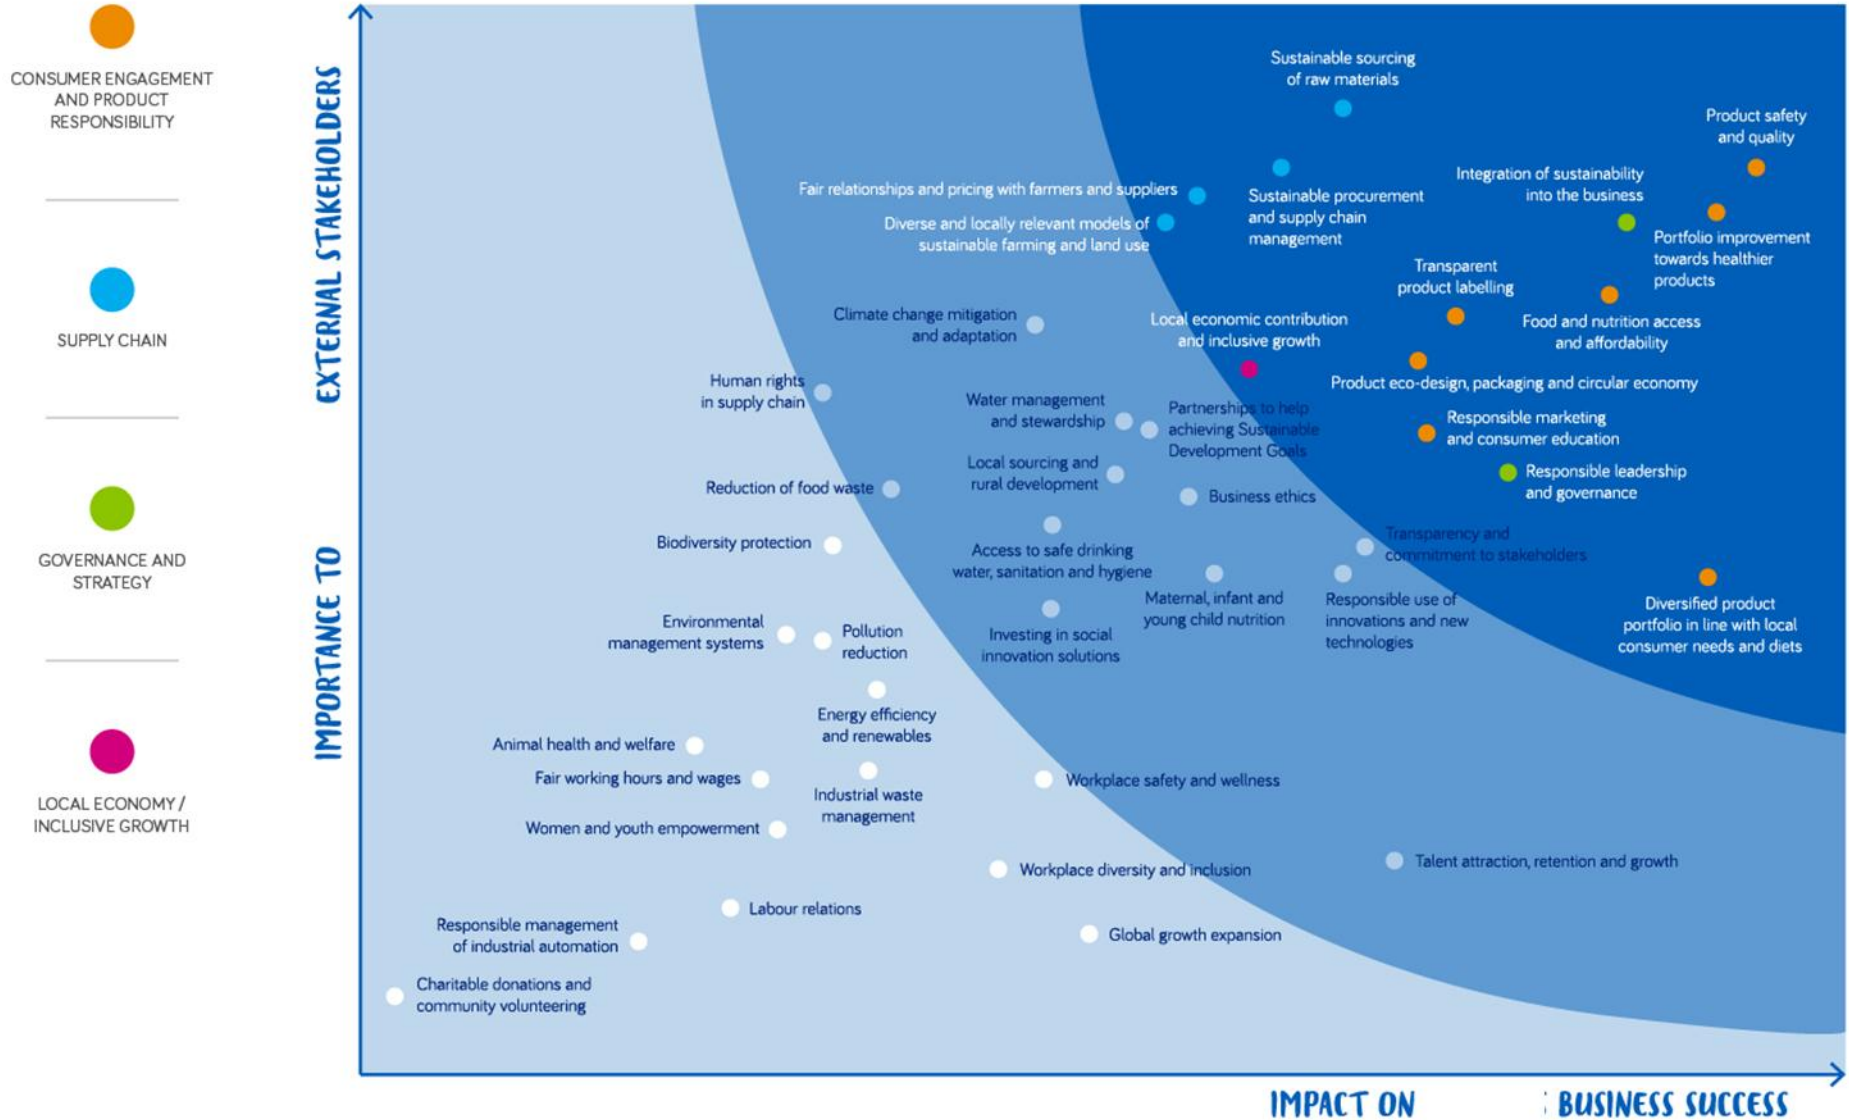 CONSUMER ENGAGEMENT
AND PRODUCT
RESPONSIBILITY
SUPPLY CHAIN
GOVERNANCE AND
STRATEGY
LOCAL ECONOMY /
INCLUSIVE GROWTH
IMPORTANCE TO EXTERNAL STAKEHOLDERS
Sustainable sourcing
of raw materials
Product safety
and quality
Fair relationships and pricing with farmers and suppliers
Sustainable procurement
and supply chain
management
Integration of sustainability
into the business
Diverse and locally relevant models of
sustainable farming and land use
Portfolio improvement
towards healthier
products
Transparent
product labelling
Climate change mitigation
and adaptation
Local economic contribution
and inclusive growth
Food and nutrition access
and affordability
Human rights
in supply chain
Product eco-design, packaging and circular economy
Water management
and stewardship
Partnerships to help
achieving Sustainable
Development Goals
Responsible marketing
and consumer education
Local sourcing and
rural development
Responsible leadership
and governance
Reduction of food waste
Business ethics
Biodiversity protection
Access to safe drinking
water, sanitation and hygiene
Transparency and
commitment to stakeholders
Maternal, infant and
young child nutrition
Responsible use of
innovations and new
technologies
Diversified product
portfolio in line with local
consumer needs and diets
Environmental
management systems
Pollution
reduction
Investing in social
innovation solutions
Energy efficiency
and renewables
Animal health and welfare
Fair working hours and wages
Industrial waste
management
Workplace safety and wellness
Women and youth empowerment
Workplace diversity and inclusion
Talent attraction, retention and growth
Labour relations
Responsible management
of industrial automation
Global growth expansion
Charitable donations and
community volunteering
IMPACT ON BUSINESS SUCCESS